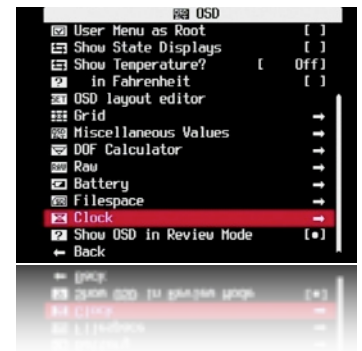 OSD
User Menu as Root [ ]
Show State Displays [ ]
Show Temperature? [ Off]
in Fahrenheit [ ]
OSD layout editor
Grid →
Miscellaneous Values →
DOF Calculator →
Raw →
Battery →
Filespace →
Clock →
Show OSD in Review Mode [•]
← Back